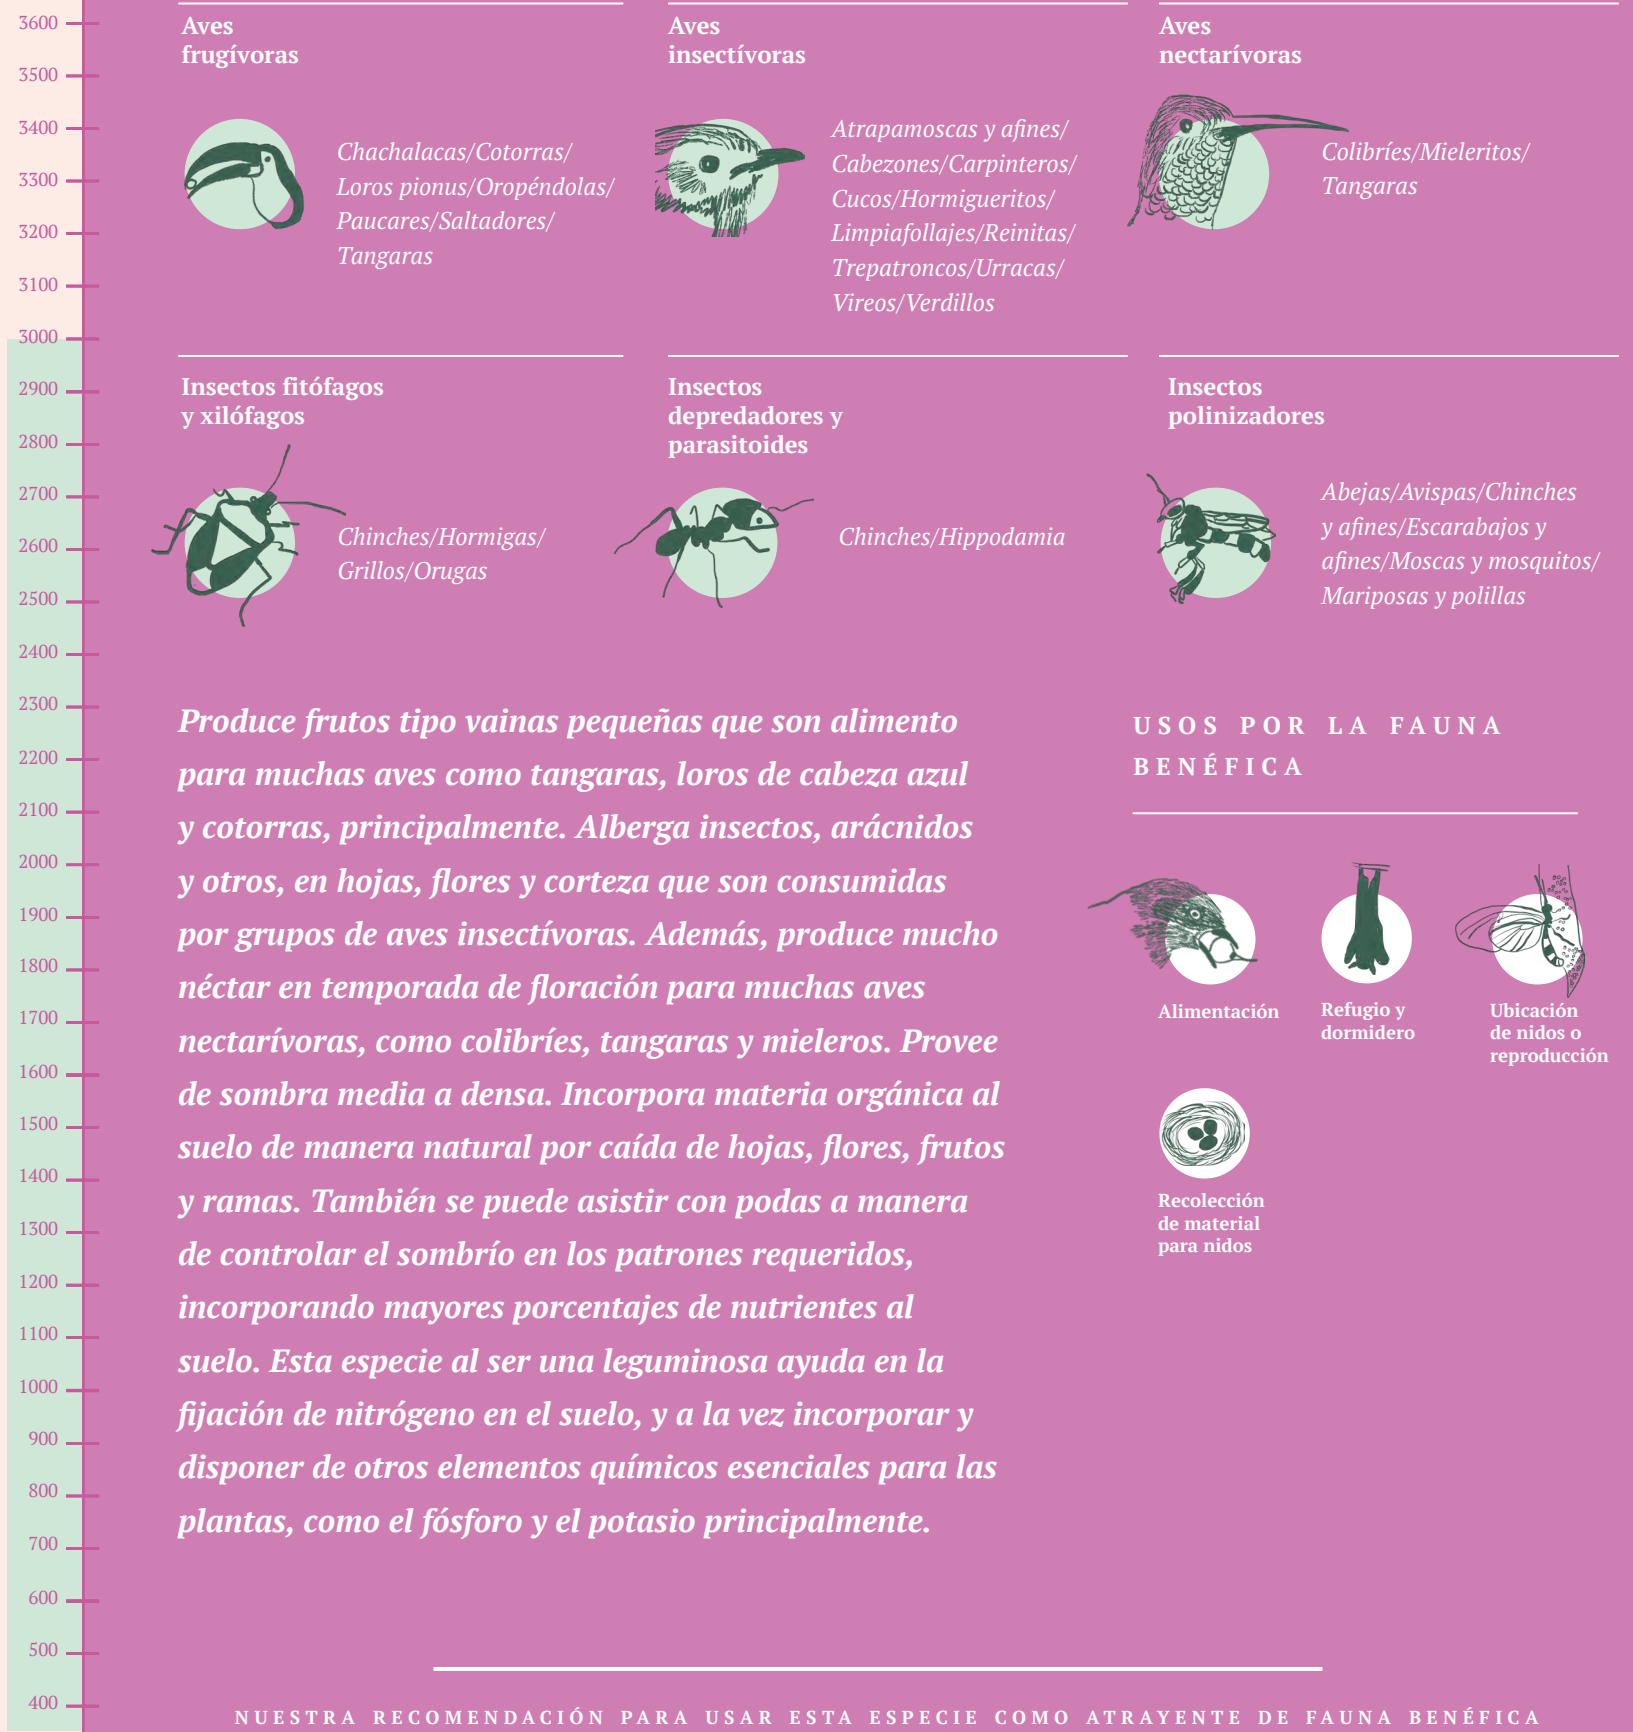 3600
3500
3400
3300
3200
3100
3000
2900
2800
2700
2600
2500
2400
2300
2200
2100
2000
1900
1800
1700
1600
1500
1400
1300
1200
1100
1000
900
800
700
600
500
400
Aves
frugívoras
Chachalacas/Cotorras/
Loros pionus/Oropéndolas/
Paucares/Saltadores/
Tangaras
Aves
insectívoras
Atrapamoscas y afines/
Cabezones/Carpinteros/
Cucos/Hormigueritos/
Limpiafollajes/Reinitas/
Trepatroncos/Urracas/
Vireos/Verdillos
Aves
nectarívoras
Colibríes/Mieleritos/
Tangaras
Insectos fitófagos
y xilófagos
Chinches/Hormigas/
Grillos/Orugas
Insectos
depredadores y
parasitoides
Chinches/Hippodamia
Insectos
polinizadores
Abejas/Avispas/Chinches
y afines/Escarabajos y
afines/Moscas y mosquitos/
Mariposas y polillas
Produce frutos tipo vainas pequeñas que son alimento
para muchas aves como tangaras, loros de cabeza azul
y cotorras, principalmente. Alberga insectos, arácnidos
y otros, en hojas, flores y corteza que son consumidas
por grupos de aves insectívoras. Además, produce mucho
néctar en temporada de floración para muchas aves
nectarívoras, como colibríes, tangaras y mieleros. Provee
de sombra media a densa. Incorpora materia orgánica al
suelo de manera natural por caída de hojas, flores, frutos
y ramas. También se puede asistir con podas a manera
de controlar el sombrío en los patrones requeridos,
incorporando mayores porcentajes de nutrientes al
suelo. Esta especie al ser una leguminosa ayuda en la
fijación de nitrógeno en el suelo, y a la vez incorporar y
disponer de otros elementos químicos esenciales para las
plantas, como el fósforo y el potasio principalmente.
USOS POR LA FAUNA
BENÉFICA
Alimentación
Refugio y
dormidero
Ubicación
de nidos o
reproducción
Recolección
de material
para nidos
NUESTRA RECOMENDACIÓN PARA USAR ESTA ESPECIE COMO ATRAYENTE DE FAUNA BENÉFICA